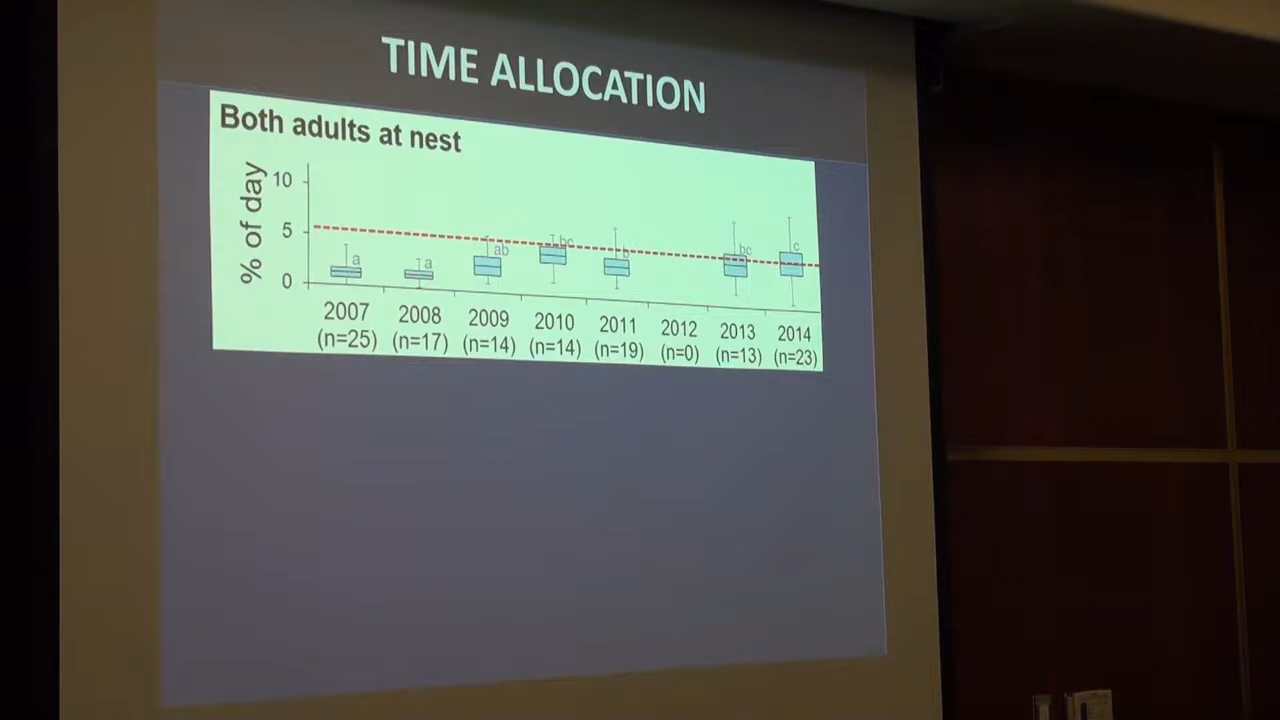 TIME ALLOCATION
Both adults at nest
% of day
10
5
0
a
a
ab
bc
b
bc
c
2007 2008 2009 2010 2011 2012 2013 2014
(n=25) (n=17) (n=14) (n=14) (n=19) (n=0) (n=13) (n=23)